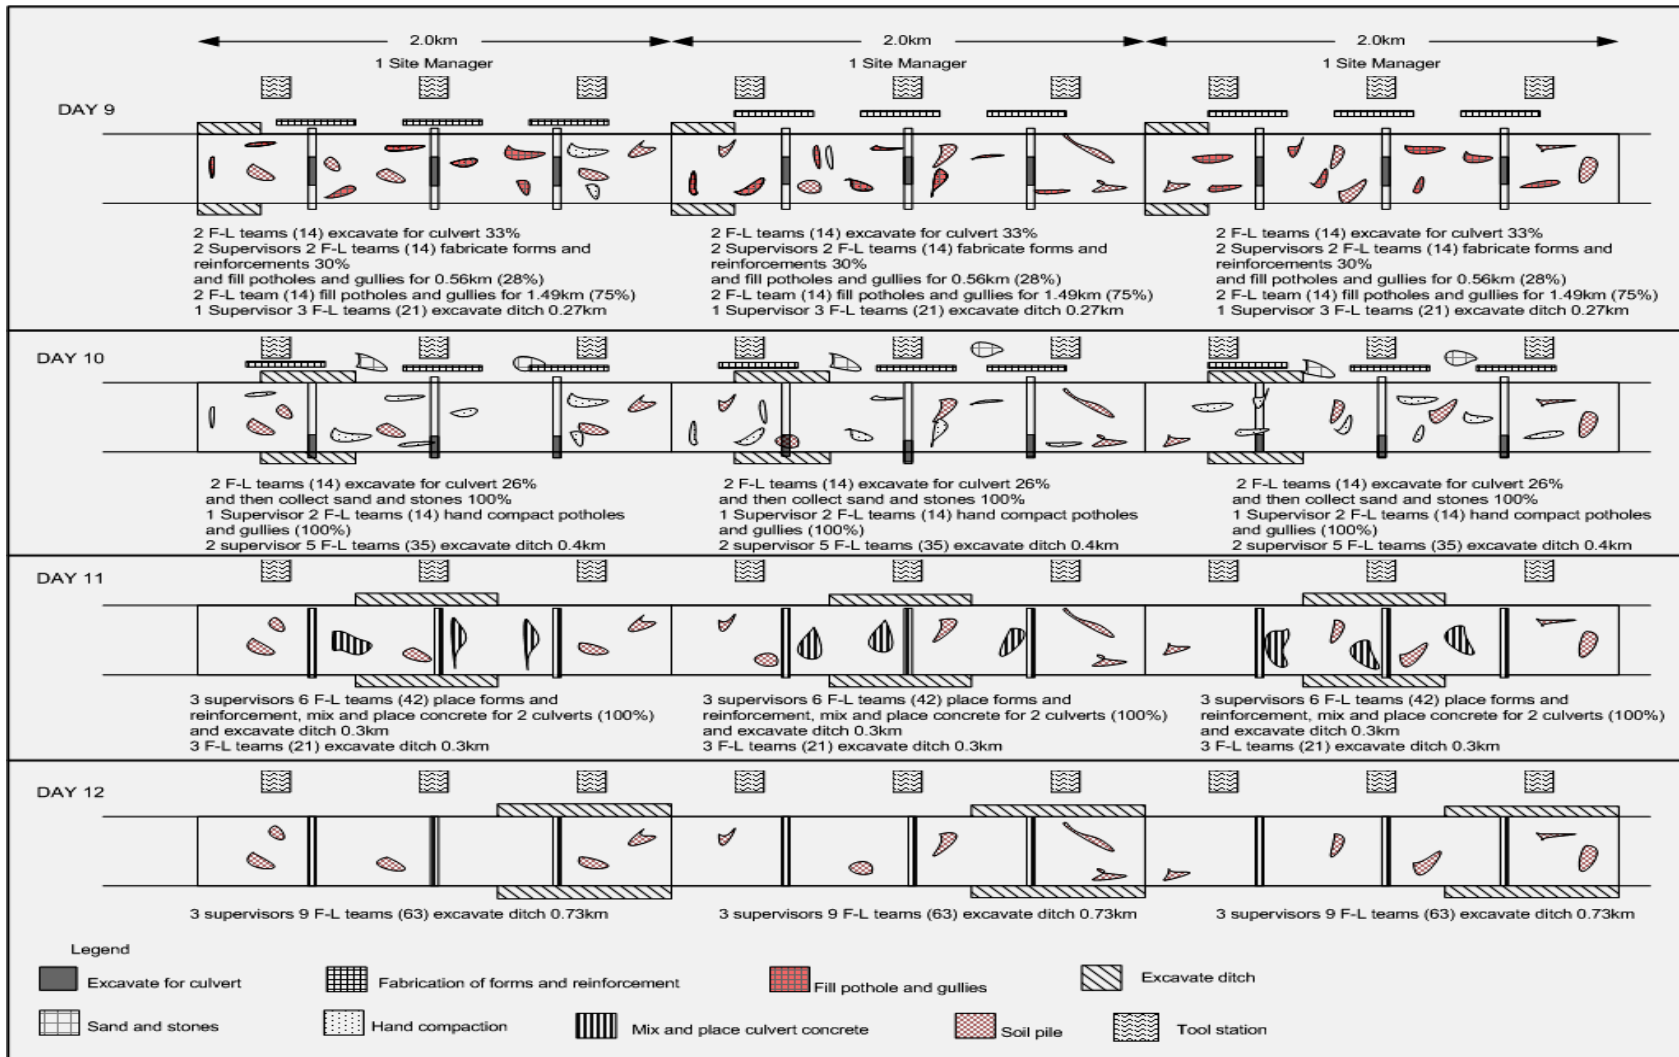 2.0km 2.0km 2.0km
1 Site Manager 1 Site Manager 1 Site Manager
DAY 9
2 F-L teams (14) excavate for culvert 33%
2 Supervisors 2 F-L teams (14) fabricate forms and
reinforcements 30%
and fill potholes and gullies for 0.56km (28%)
2 F-L team (14) fill potholes and gullies for 1.49km (75%)
1 Supervisor 3 F-L teams (21) excavate ditch 0.27km
2 F-L teams (14) excavate for culvert 33%
2 Supervisors 2 F-L teams (14) fabricate forms and
reinforcements 30%
and fill potholes and gullies for 0.56km (28%)
2 F-L team (14) fill potholes and gullies for 1.49km (75%)
1 Supervisor 3 F-L teams (21) excavate ditch 0.27km
2 F-L teams (14) excavate for culvert 33%
2 Supervisors 2 F-L teams (14) fabricate forms and
reinforcements 30%
and fill potholes and gullies for 0.56km (28%)
2 F-L team (14) fill potholes and gullies for 1.49km (75%)
1 Supervisor 3 F-L teams (21) excavate ditch 0.27km
DAY 10
2 F-L teams (14) excavate for culvert 26%
and then collect sand and stones 100%
1 Supervisor 2 F-L teams (14) hand compact potholes
and gullies (100%)
2 supervisor 5 F-L teams (35) excavate ditch 0.4km
2 F-L teams (14) excavate for culvert 26%
and then collect sand and stones 100%
1 Supervisor 2 F-L teams (14) hand compact potholes
and gullies (100%)
2 supervisor 5 F-L teams (35) excavate ditch 0.4km
2 F-L teams (14) excavate for culvert 26%
and then collect sand and stones 100%
1 Supervisor 2 F-L teams (14) hand compact potholes
and gullies (100%)
2 supervisor 5 F-L teams (35) excavate ditch 0.4km
DAY 11
3 supervisors 6 F-L teams (42) place forms and
reinforcement, mix and place concrete for 2 culverts (100%)
and excavate ditch 0.3km
3 F-L teams (21) excavate ditch 0.3km
3 supervisors 6 F-L teams (42) place forms and
reinforcement, mix and place concrete for 2 culverts (100%)
and excavate ditch 0.3km
3 F-L teams (21) excavate ditch 0.3km
3 supervisors 6 F-L teams (42) place forms and
reinforcement, mix and place concrete for 2 culverts (100%)
and excavate ditch 0.3km
3 F-L teams (21) excavate ditch 0.3km
DAY 12
3 supervisors 9 F-L teams (63) excavate ditch 0.73km
3 supervisors 9 F-L teams (63) excavate ditch 0.73km
3 supervisors 9 F-L teams (63) excavate ditch 0.73km
Legend
Excavate for culvert
Fabrication of forms and reinforcement
Fill pothole and gullies
Excavate ditch
Sand and stones
Hand compaction
Mix and place culvert concrete
Soil pile
Tool station